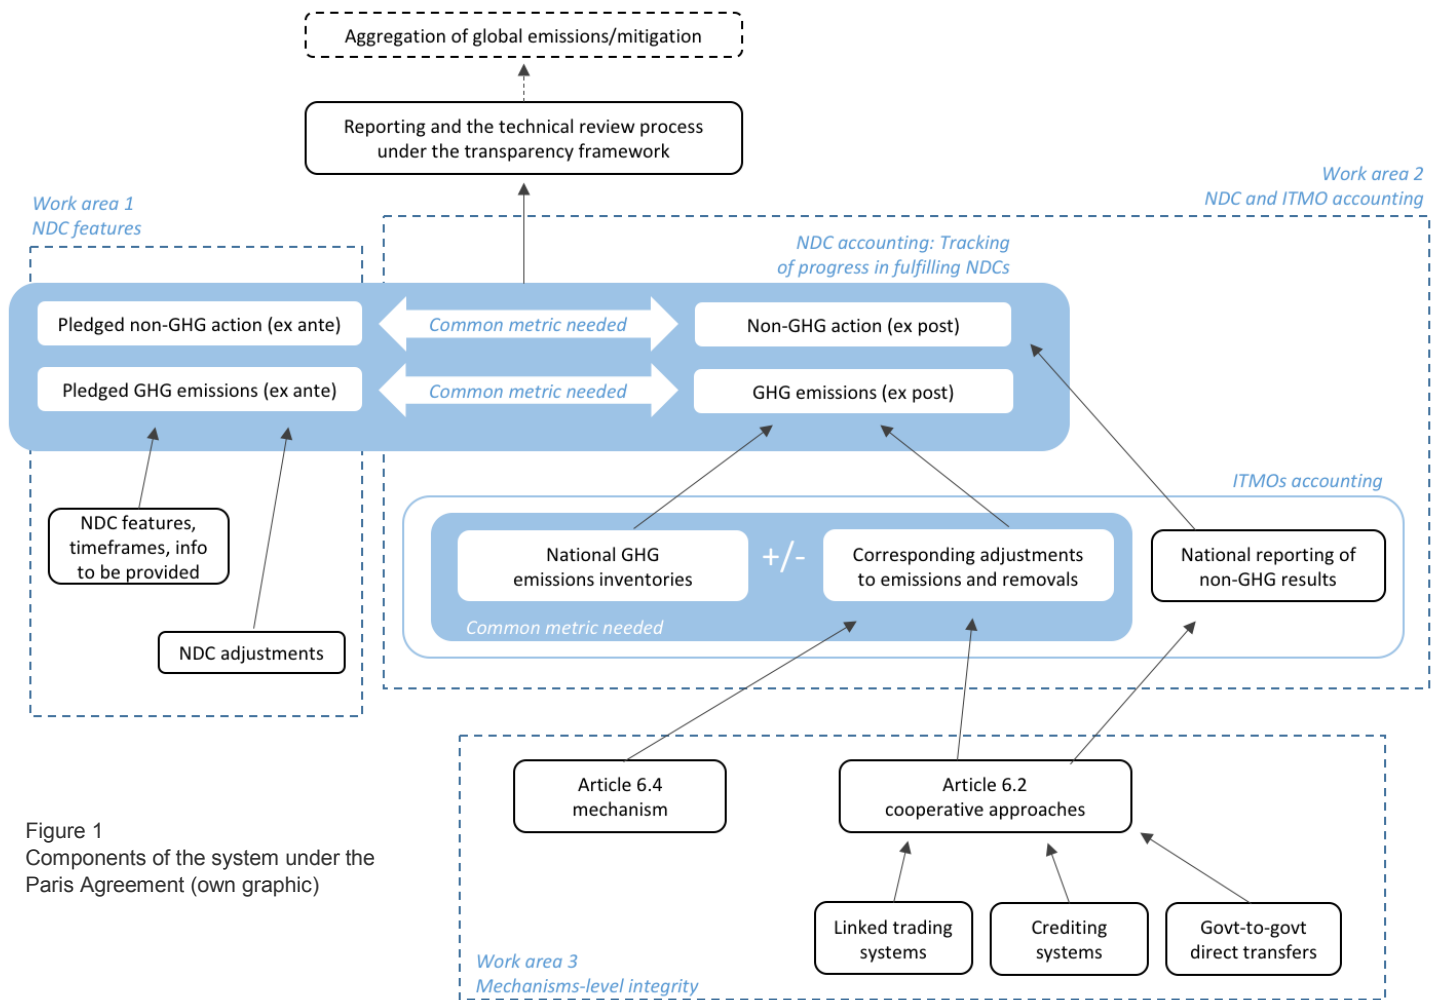 Aggregation of global emissions/mitigation
Reporting and the technical review process
under the transparency framework
Work area 1
NDC features
Work area 2
NDC and ITMO accounting
NDC accounting: Tracking
of progress in fulfilling NDCs
Pledged non-GHG action (ex ante)
Common metric needed
Non-GHG action (ex post)
Pledged GHG emissions (ex ante)
Common metric needed
GHG emissions (ex post)
ITMOs accounting
NDC features,
timeframes, info
to be provided
National GHG
emissions inventories
+/-
Corresponding adjustments
to emissions and removals
National reporting of
non-GHG results
Common metric needed
NDC adjustments
Article 6.4
mechanism
Article 6.2
cooperative approaches
Figure 1
Components of the system under the
Paris Agreement (own graphic)
Linked trading
systems
Crediting
systems
Govt-to-govt
direct transfers
Work area 3
Mechanisms-level integrity